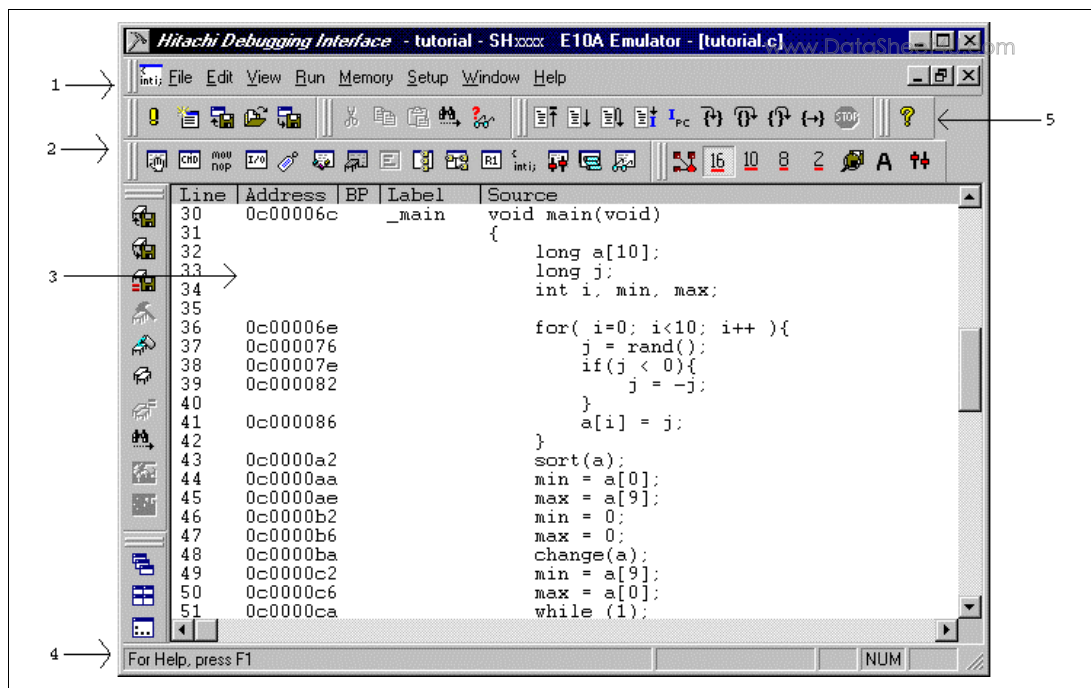 Hitachi Debugging Interface - tutorial - SHxxxx E10A Emulator - [tutorial.c]
www.DataSheet4U.com
1
File Edit View Run Memory Setup Window Help
5
2
CMD mov nop I/O R1 inti; 16 10 8 2 A
PC STOP
Line Address BP Label Source
30 0c00006c _main void main(void)
31 {
32 long a[10];
3
33 long j;
34 int i, min, max;
35
36 0c00006e for( i=0; i<10; i++ ){
37 0c000076 j = rand();
38 0c00007e if(j < 0){
39 0c000082 j = -j;
40 }
41 0c000086 a[i] = j;
42 }
43 0c0000a2 sort(a);
44 0c0000aa min = a[0];
45 0c0000ae max = a[9];
46 0c0000b2 min = 0;
47 0c0000b6 max = 0;
48 0c0000ba change(a);
49 0c0000c2 min = a[9];
50 0c0000c6 max = a[0];
51 0c0000ca while (1);
4
For Help, press F1 NUM